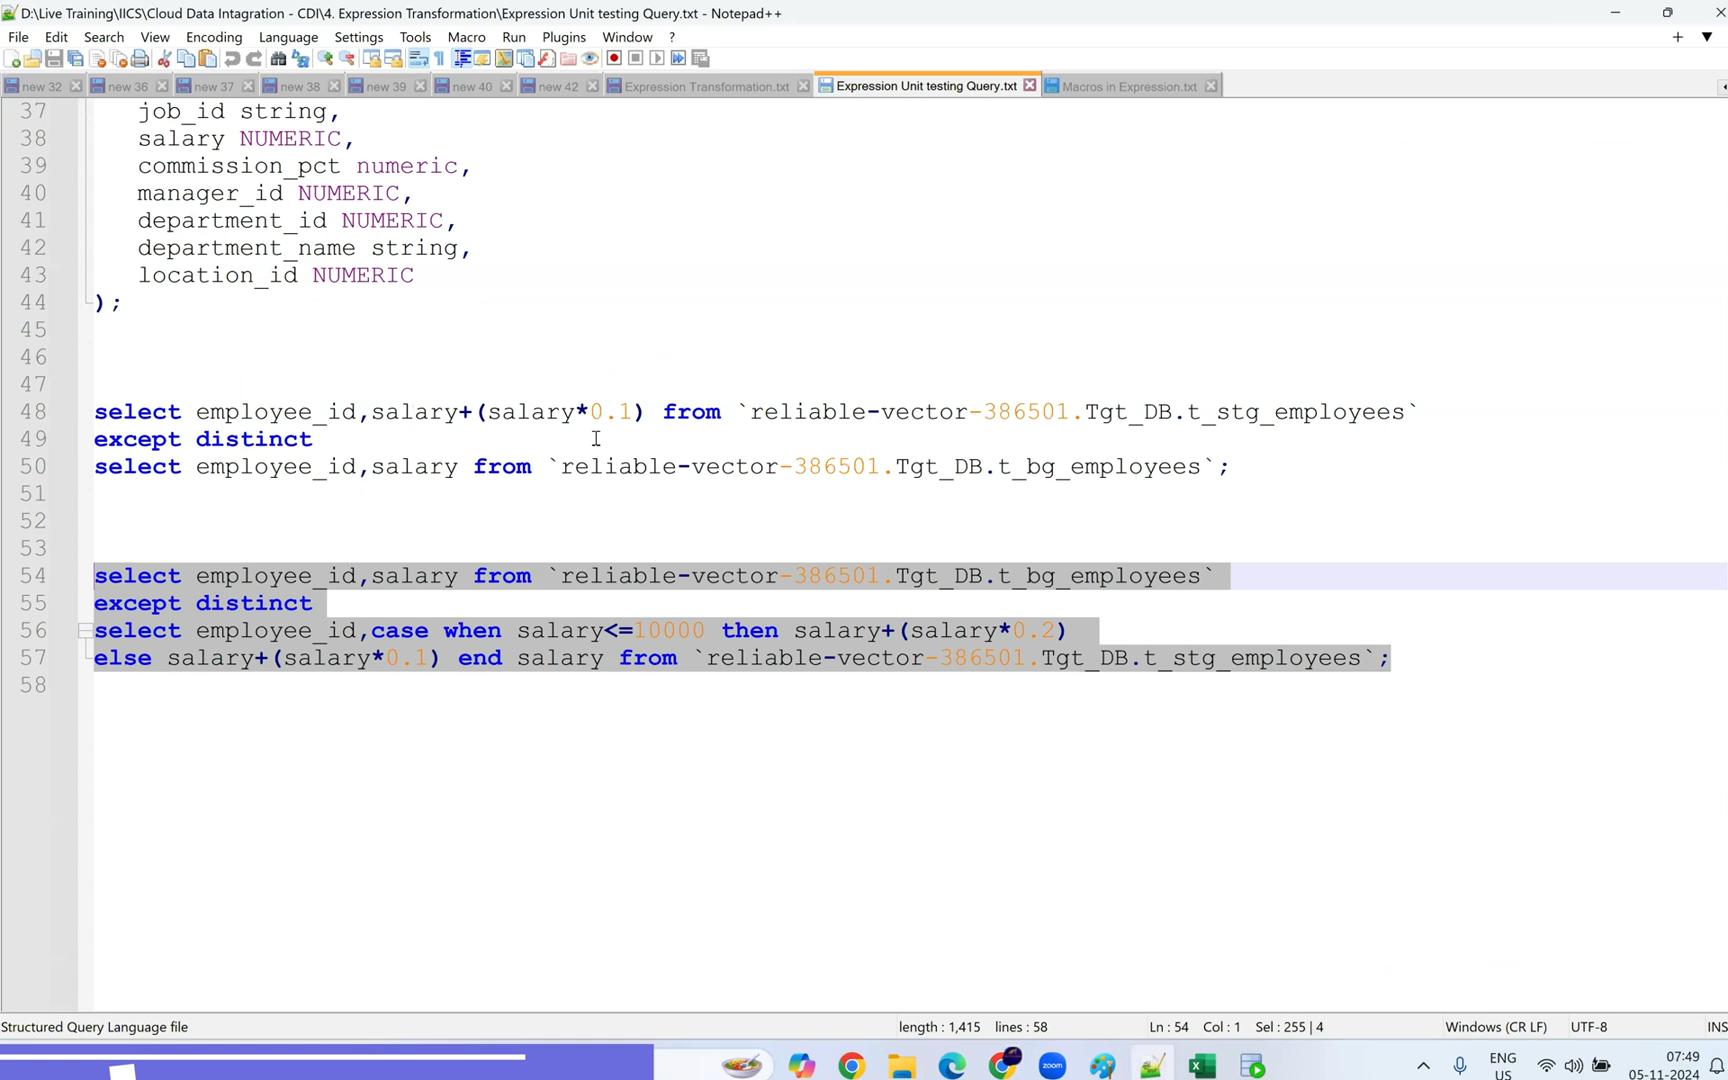 D:\Live Training\IICS\Cloud Data Intagration - CDI\4. Expression Transformation\Expression Unit testing Query.txt - Notepad++
File Edit Search View Encoding Language Settings Tools Macro Run Plugins Window ?
new 32 new 36 new 37 new 38 new 39 new 40 new 42 Expression Transformation.txt Expression Unit testing Query.txt Macros in Expression.txt
37 job_id string,
38 salary NUMERIC,
39 commission_pct numeric,
40 manager_id NUMERIC,
41 department_id NUMERIC,
42 department_name string,
43 location_id NUMERIC
44 );
45
46
47
48 select employee_id,salary+(salary*0.1) from `reliable-vector-386501.Tgt_DB.t_stg_employees`
49 except distinct
50 select employee_id,salary from `reliable-vector-386501.Tgt_DB.t_bg_employees`;
51
52
53
54 select employee_id,salary from `reliable-vector-386501.Tgt_DB.t_bg_employees`
55 except distinct
56 select employee_id,case when salary<=10000 then salary+(salary*0.2)
57 else salary+(salary*0.1) end salary from `reliable-vector-386501.Tgt_DB.t_stg_employees`;
58
Structured Query Language file length : 1,415 lines : 58 Ln : 54 Col : 1 Sel : 255 | 4 Windows (CR LF) UTF-8 INS
zoom ENG US 07:49 05-11-2024